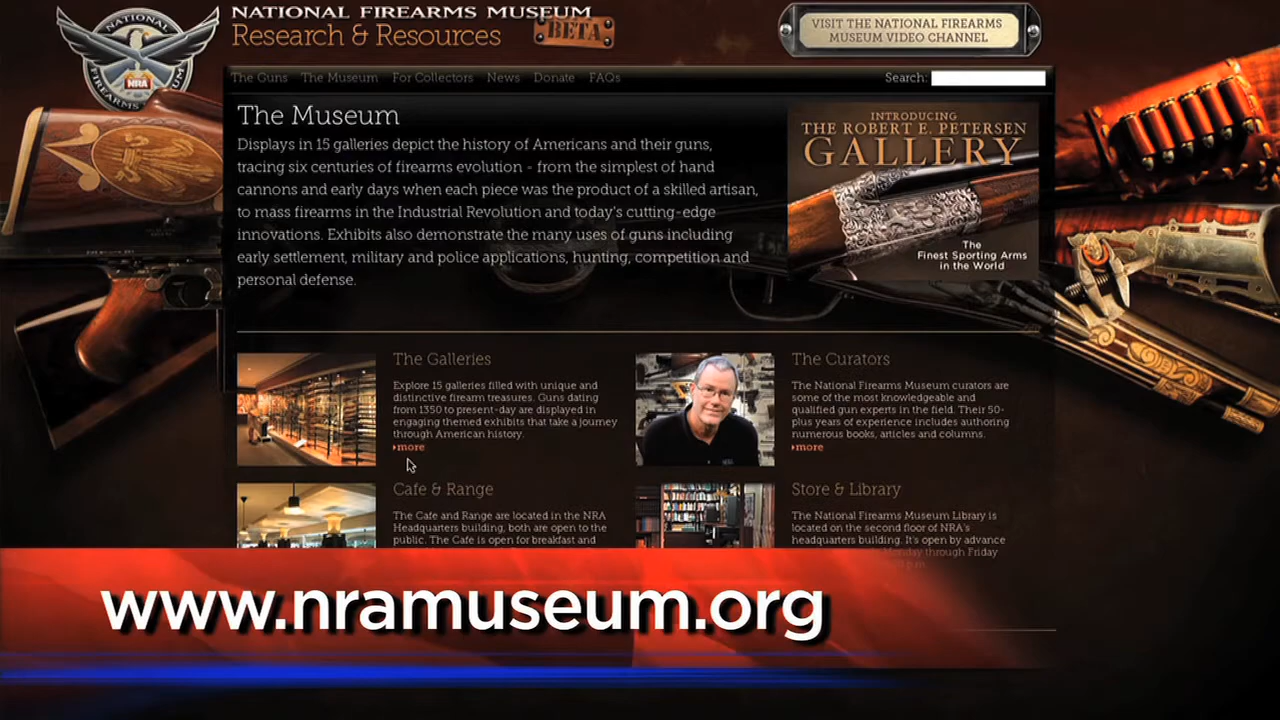 NATIONAL FIREARMS MUSEUM
Research & Resources
BETA
VISIT THE NATIONAL FIREARMS
MUSEUM VIDEO CHANNEL
NATIONAL
FIREARMS MUSEUM
NRA
The Guns The Museum For Collectors News Donate FAQs
Search:
The Museum
Displays in 15 galleries depict the history of Americans and their guns,
tracing six centuries of firearms evolution - from the simplest of hand
cannons and early days when each piece was the product of a skilled artisan,
to mass firearms in the Industrial Revolution and today's cutting-edge
innovations. Exhibits also demonstrate the many uses of guns including
early settlement, military and police applications, hunting, competition and
personal defense.
INTRODUCING
THE ROBERT E. PETERSEN
GALLERY
The
Finest Sporting Arms
in the World
The Galleries
Explore 15 galleries filled with unique and
distinctive firearm treasures. Guns dating
from 1350 to present-day are displayed in
engaging themed exhibits that take a journey
through American history.
more
The Curators
The National Firearms Museum curators are
some of the most knowledgeable and
qualified gun experts in the field. Their 50-
plus years of experience includes authoring
numerous books, articles and columns.
more
Cafe & Range
The Cafe and Range are located in the NRA
Headquarters building, both are open to the
public. The Cafe is open for breakfast and
Store & Library
The National Firearms Museum Library is
located on the second floor of NRA's
headquarters building. It's open by advance
Monday through Friday
www.nramuseum.org